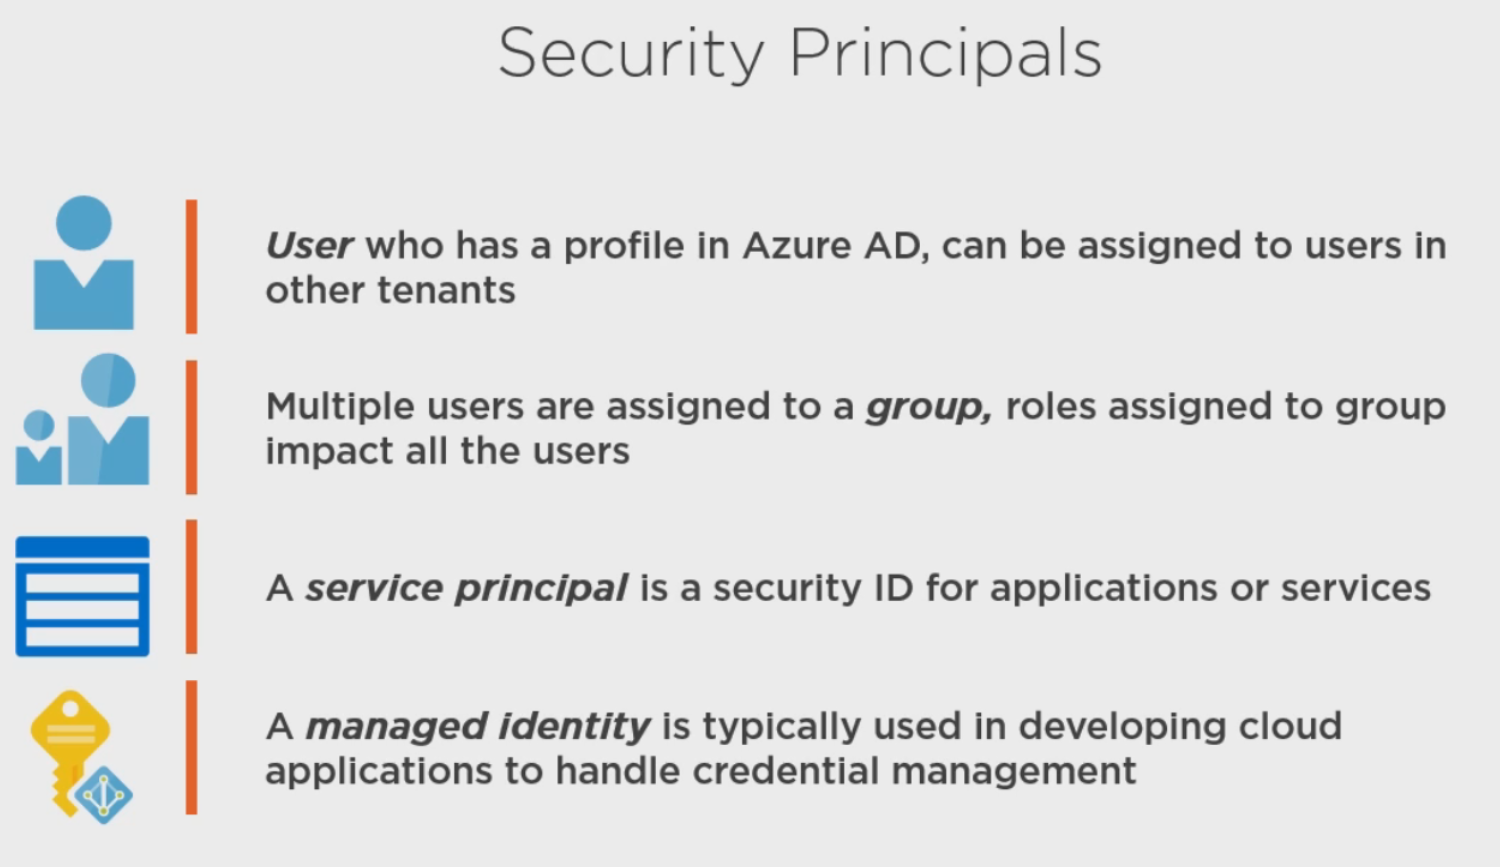 Security Principals
User who has a profile in Azure AD, can be assigned to users in
other tenants
Multiple users are assigned to a group, roles assigned to group
impact all the users
A service principal is a security ID for applications or services
A managed identity is typically used in developing cloud
applications to handle credential management